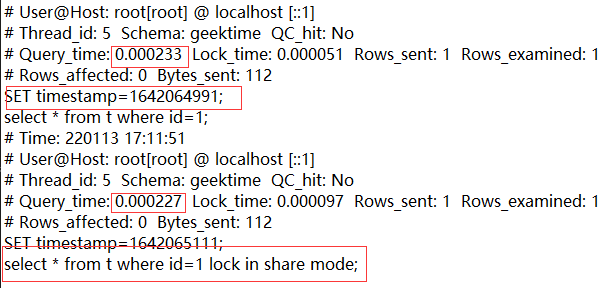 # User@Host: root[root] @ localhost [::1]
# Thread_id: 5  Schema: geektime  QC_hit: No
# Query_time: 0.000233  Lock_time: 0.000051  Rows_sent: 1  Rows_examined: 1
# Rows_affected: 0  Bytes_sent: 112
SET timestamp=1642064991;
select * from t where id=1;
# Time: 220113 17:11:51
# User@Host: root[root] @ localhost [::1]
# Thread_id: 5  Schema: geektime  QC_hit: No
# Query_time: 0.000227  Lock_time: 0.000097  Rows_sent: 1  Rows_examined: 1
# Rows_affected: 0  Bytes_sent: 112
SET timestamp=1642065111;
select * from t where id=1 lock in share mode;